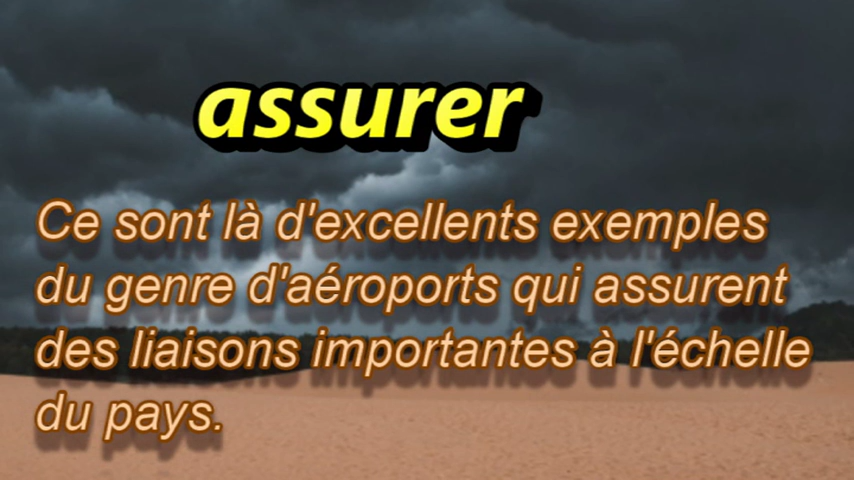 assurer
Ce sont là d'excellents exemples
du genre d'aéroports qui assurent
des liaisons importantes à l'échelle
du pays.